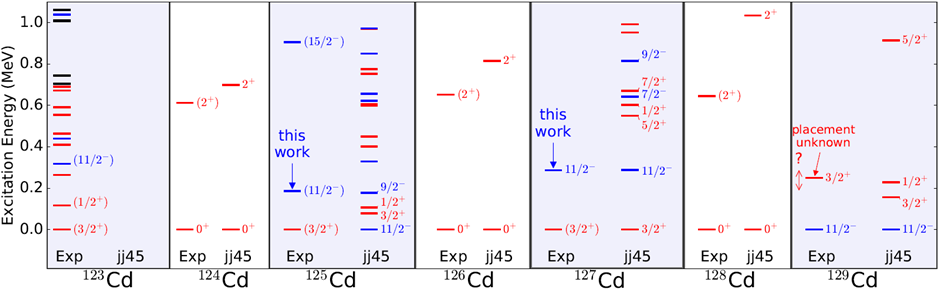 Excitation Energy (MeV)
1.0
0.8
0.6
0.4
0.2
0.0
(11/2⁻)
(1/2⁺)
(3/2⁺)
Exp jj45
¹²³Cd
(2⁺)
2⁺
0⁺ 0⁺
Exp jj45
¹²⁴Cd
(15/2⁻)
this
work
(11/2⁻)
(3/2⁺)
9/2⁻
1/2⁺
3/2⁺
11/2⁻
Exp jj45
¹²⁵Cd
(2⁺)
2⁺
0⁺ 0⁺
Exp jj45
¹²⁶Cd
this
work
11/2⁻
(3/2⁺)
9/2⁻
7/2⁺
7/2⁻
1/2⁺
5/2⁺
11/2⁻
3/2⁺
Exp jj45
¹²⁷Cd
2⁺
(2⁺)
0⁺ 0⁺
Exp jj45
¹²⁸Cd
placement
unknown
?
3/2⁺
11/2⁻
5/2⁺
1/2⁺
3/2⁺
11/2⁻
Exp jj45
¹²⁹Cd